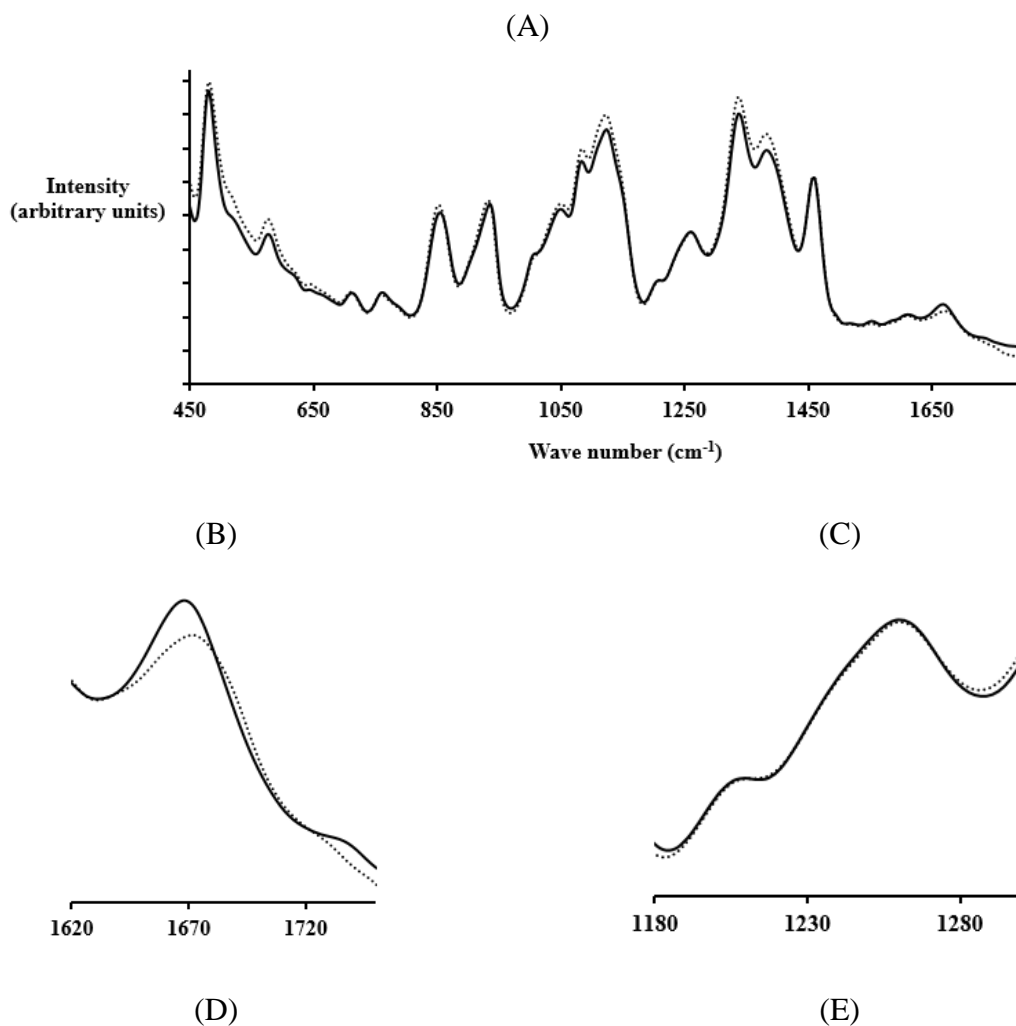 (A)
Intensity
(arbitrary units)
450 650 850 1050 1250 1450 1650
Wave number (cm-1)
(B) (C)
1620 1670 1720 1180 1230 1280
(D) (E)